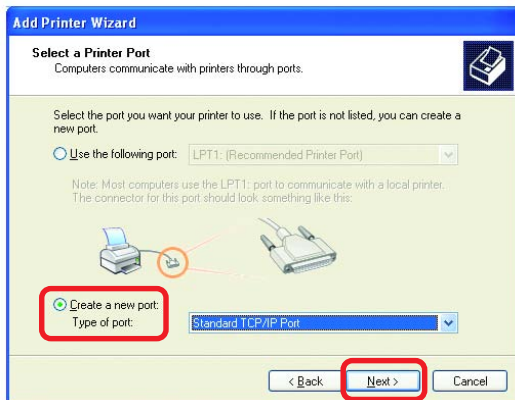 Add Printer Wizard
Select a Printer Port
Computers communicate with printers through ports.
Select the port you want your printer to use. If the port is not listed, you can create a
new port.
Use the following port: LPT1: (Recommended Printer Port)
Note: Most computers use the LPT1: port to communicate with a local printer.
The connector for this port should look something like this:
Create a new port:
Type of port: Standard TCP/IP Port
< Back Next > Cancel